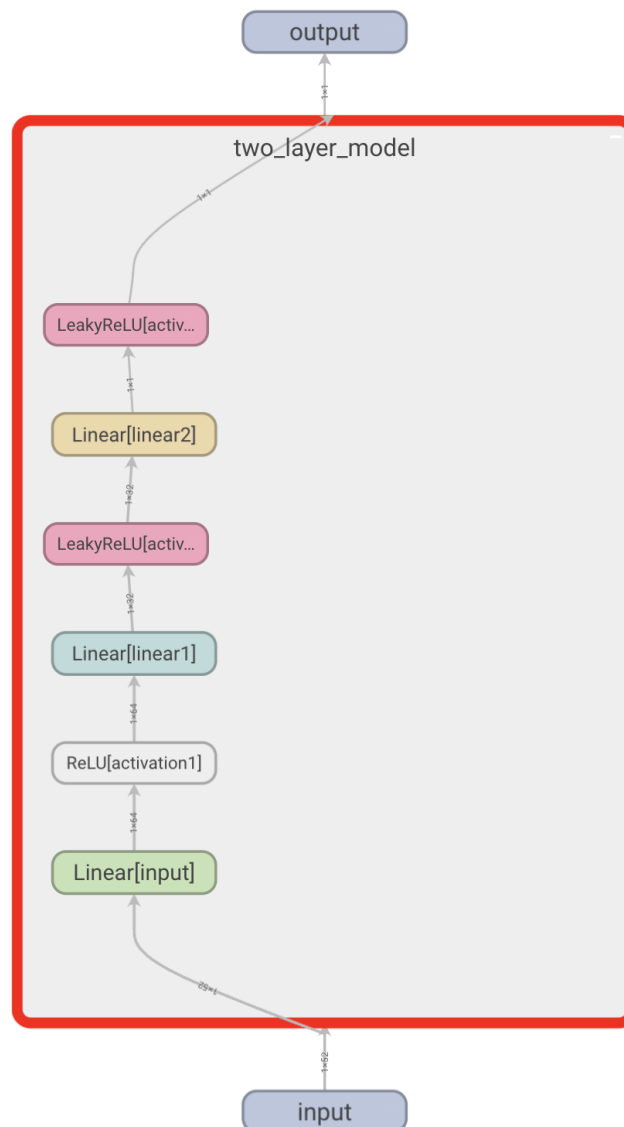 output
1×1
two_layer_model
1×1
LeakyReLU[activ...
1×1
Linear[linear2]
1×32
LeakyReLU[activ...
1×32
Linear[linear1]
1×64
ReLU[activation1]
1×64
Linear[input]
1×52
1×52
input